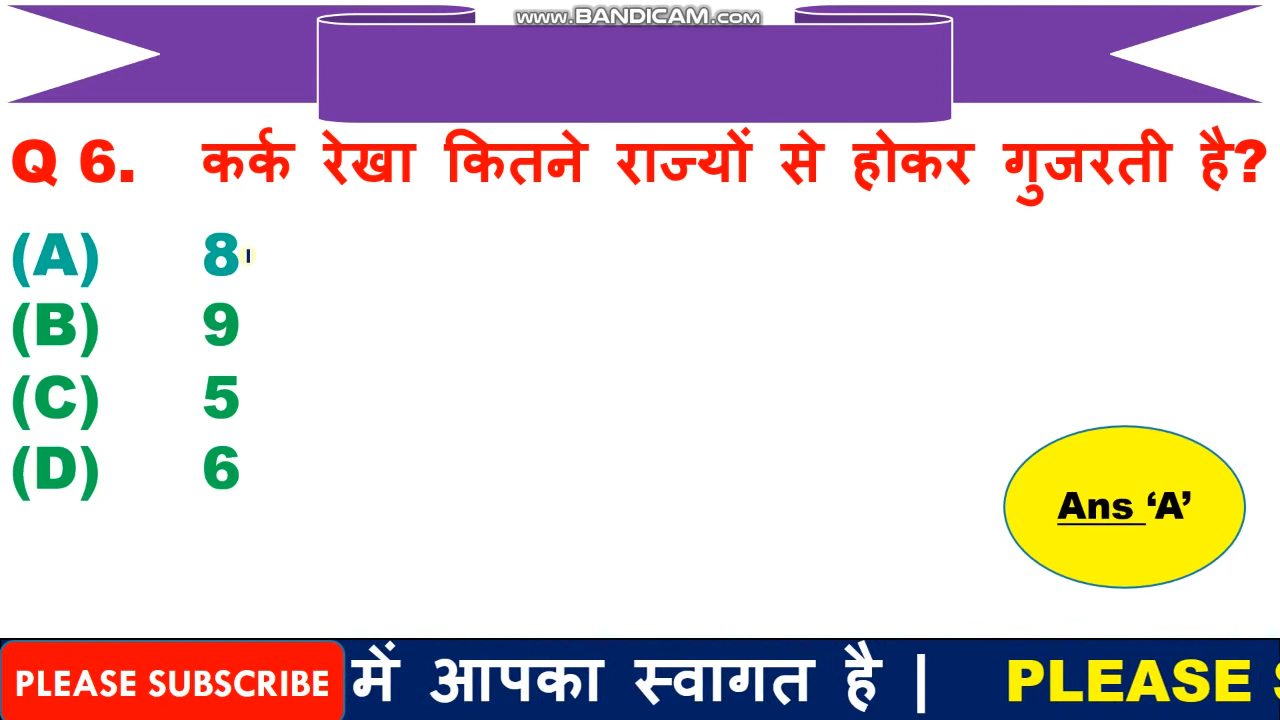 www.BANDICAM.com
Q 6. कर्क रेखा कितने राज्यों से होकर गुजरती है?
(A) 8
(B) 9
(C) 5
(D) 6
Ans ‘A’
PLEASE SUBSCRIBE में आपका स्वागत है | PLEASE